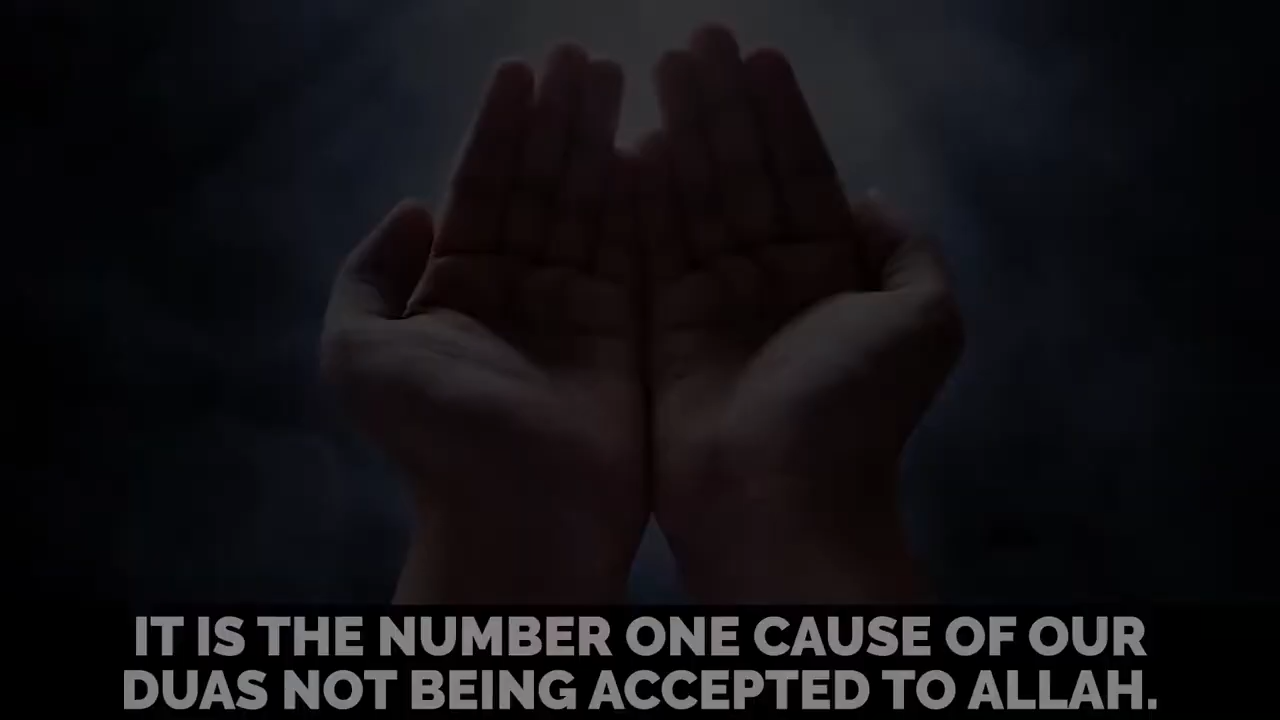 IT IS THE NUMBER ONE CAUSE OF OUR
DUAS NOT BEING ACCEPTED TO ALLAH.